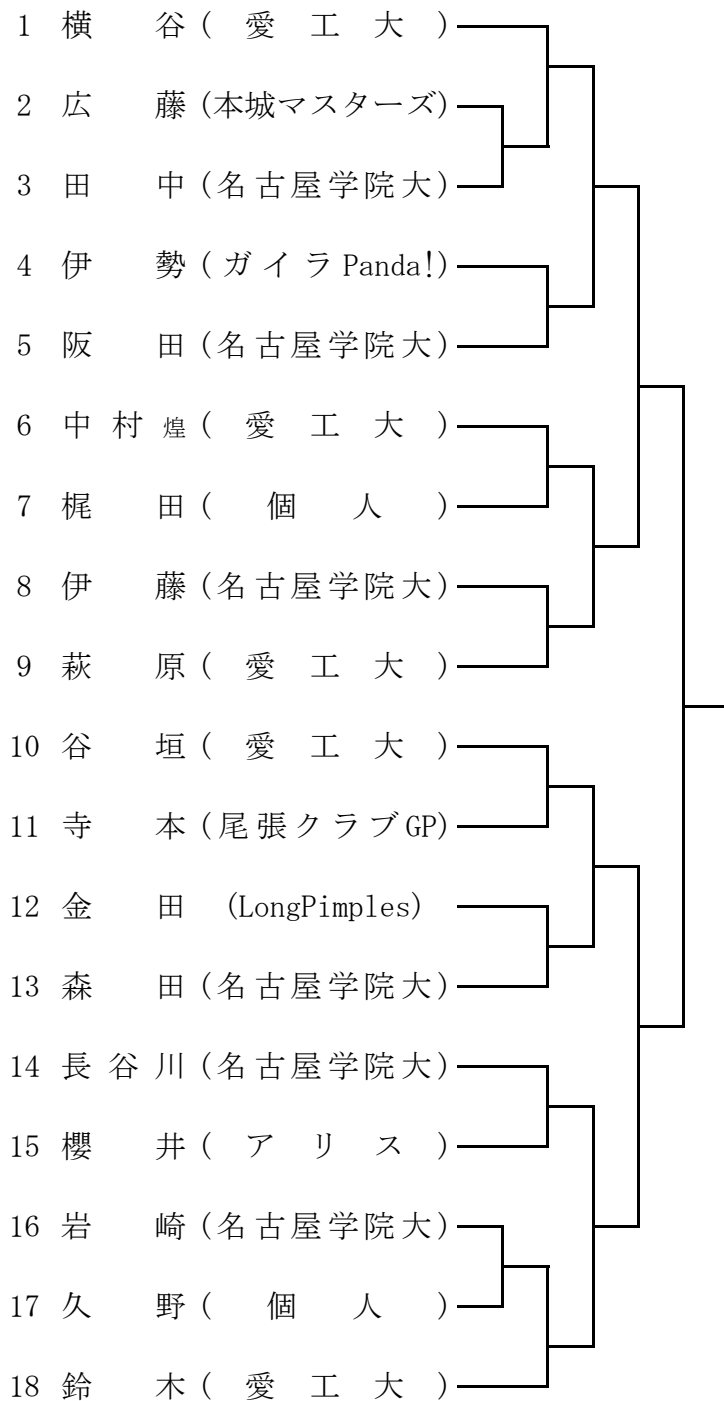 1 横谷(愛工大)
2 広藤(本城マスターズ)
3 田中(名古屋学院大)
4 伊勢(ガイラPanda!)
5 阪田(名古屋学院大)
6 中村煌(愛工大)
7 梶田(個人)
8 伊藤(名古屋学院大)
9 萩原(愛工大)
10 谷垣(愛工大)
11 寺本(尾張クラブGP)
12 金田(LongPimples)
13 森田(名古屋学院大)
14 長谷川(名古屋学院大)
15 櫻井(アリス)
16 岩崎(名古屋学院大)
17 久野(個人)
18 鈴木(愛工大)